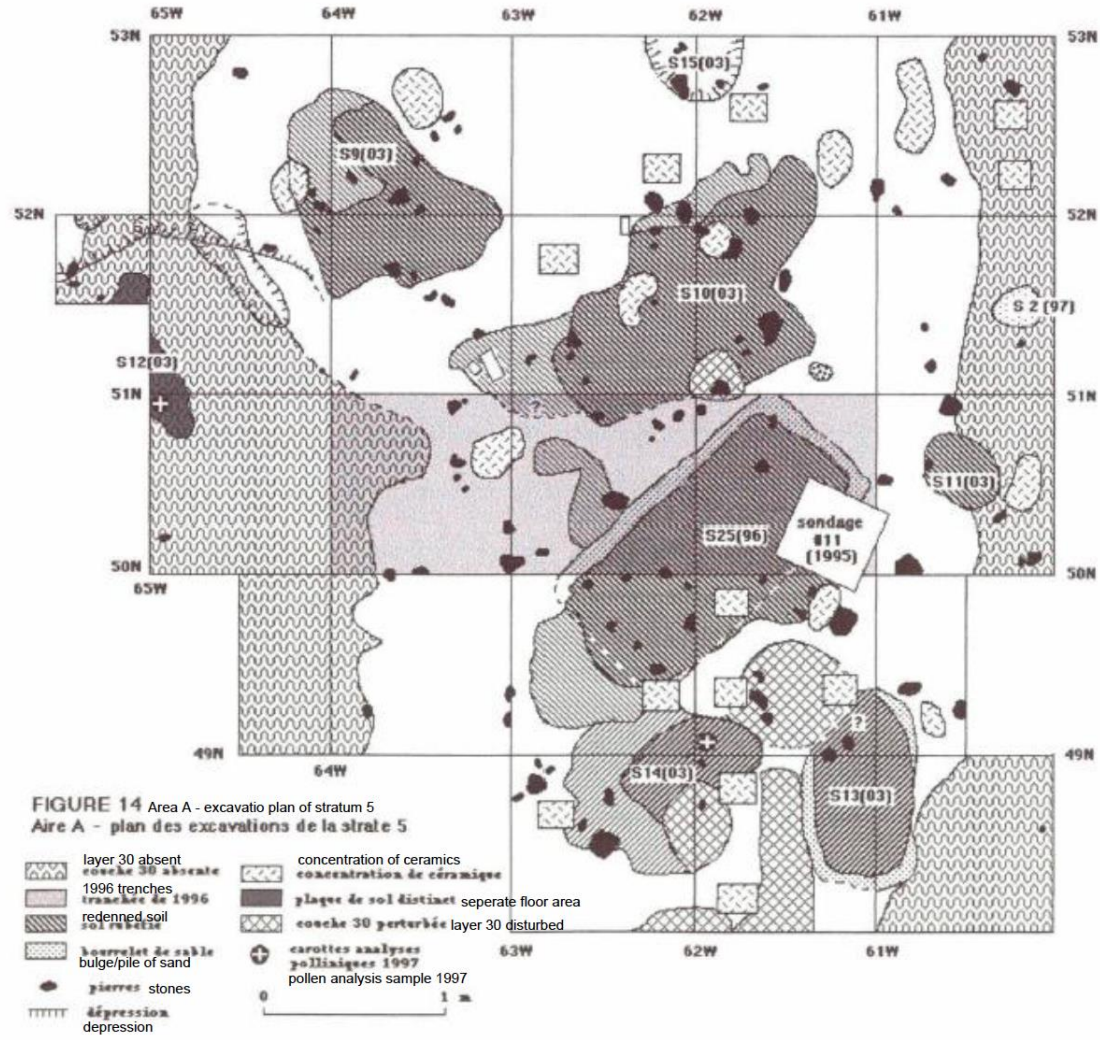 65W 64W 63W 62W 61W
53N 53N
S15(03)
S9(03)
52N 52N
S10(03)
S 2 (97)
S12(03)
51N 51N
?
S11(03)
S25(96)
sondage
#11
(1995)
50N 50N
65W
?
49N 49N
64W
S14(03)
S13(03)
63W 62W 61W
FIGURE 14 Area A - excavatio plan of stratum 5
Aire A - plan des excavations de la strate 5
layer 30 absent
couche 30 absente
1996 trenches
tranchée de 1996
redenned soil
sol rubéfié
bourrelet de sable
bulge/pile of sand
pierres stones
dépression
depression
concentration of ceramics
concentration de céramique
plaque de sol distinct seperate floor area
couche 30 perturbée layer 30 disturbed
carottes analyses
polliniques 1997
pollen analysis sample 1997
0 1 m